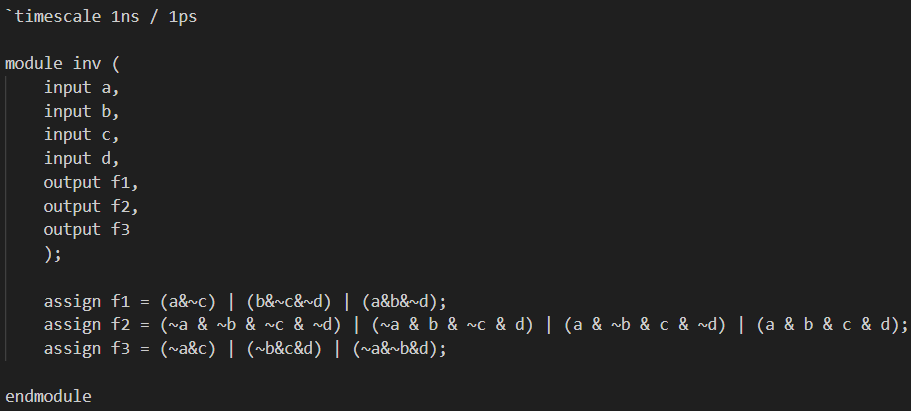 `timescale 1ns / 1ps
module inv (
input a,
input b,
input c,
input d,
output f1,
output f2,
output f3
);
assign f1 = (a&~c) | (b&~c&~d) | (a&b&~d);
assign f2 = (~a & ~b & ~c & ~d) | (~a & b & ~c & d) | (a & ~b & c & ~d) | (a & b & c & d);
assign f3 = (~a&c) | (~b&c&d) | (~a&~b&d);
endmodule